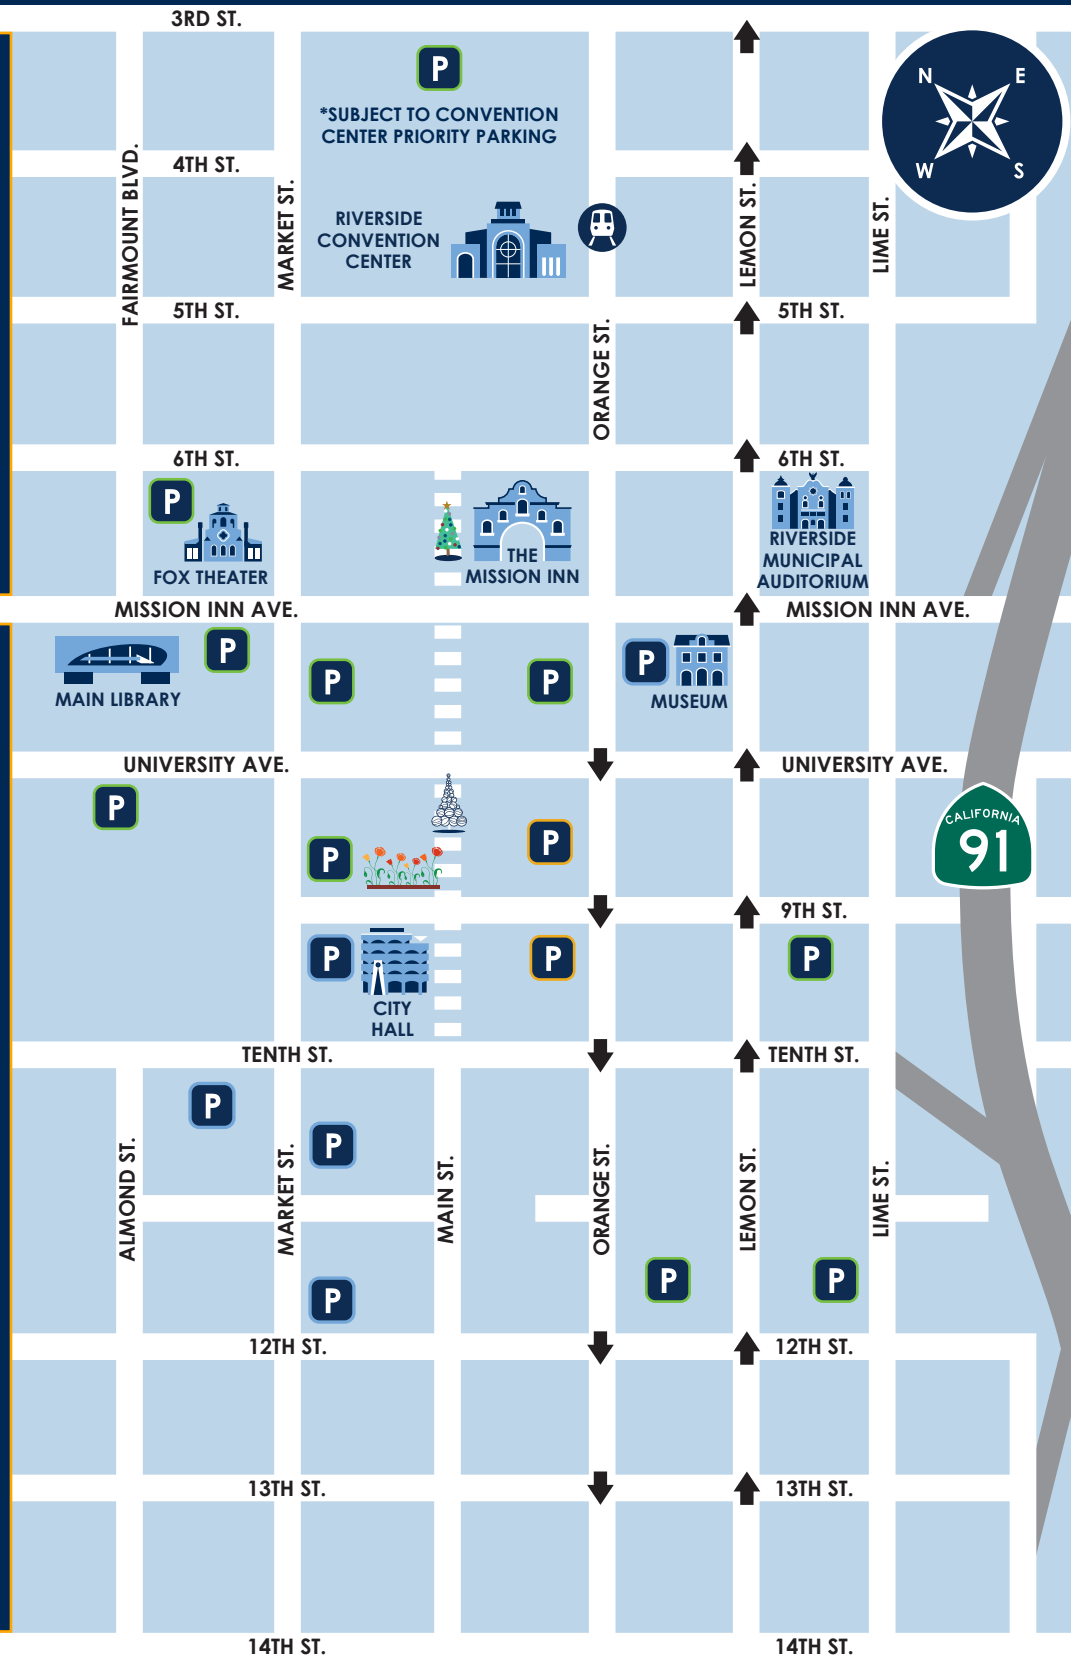 3RD ST.
P
*SUBJECT TO CONVENTION
CENTER PRIORITY PARKING
N
E
W
S
FAIRMOUNT BLVD.
4TH ST.
MARKET ST.
RIVERSIDE
CONVENTION
CENTER
LEMON ST.
LIME ST.
5TH ST.
5TH ST.
ORANGE ST.
6TH ST.
6TH ST.
P
FOX THEATER
THE
MISSION INN
RIVERSIDE
MUNICIPAL
AUDITORIUM
MISSION INN AVE.
MISSION INN AVE.
MAIN LIBRARY
P
P
P
P
MUSEUM
UNIVERSITY AVE.
UNIVERSITY AVE.
P
P
P
CALIFORNIA
91
9TH ST.
P
CITY
HALL
P
P
TENTH ST.
TENTH ST.
P
P
ALMOND ST.
MARKET ST.
MAIN ST.
ORANGE ST.
LEMON ST.
LIME ST.
P
P
P
12TH ST.
12TH ST.
13TH ST.
13TH ST.
14TH ST.
14TH ST.